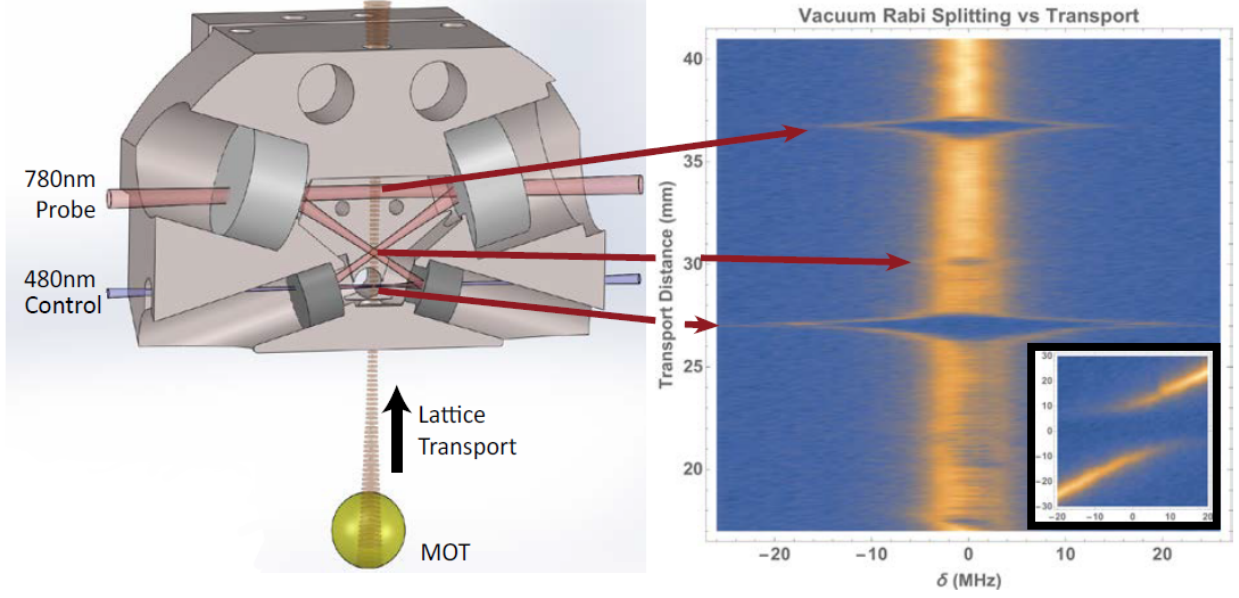 780nm
Probe
480nm
Control
Lattice
Transport
MOT
Vacuum Rabi Splitting vs Transport
Transport Distance (mm)
40
35
30
25
20
−20
−10
0
10
20
δ (MHz)
30
20
10
0
−10
−20
−30
−20
−10
0
10
20